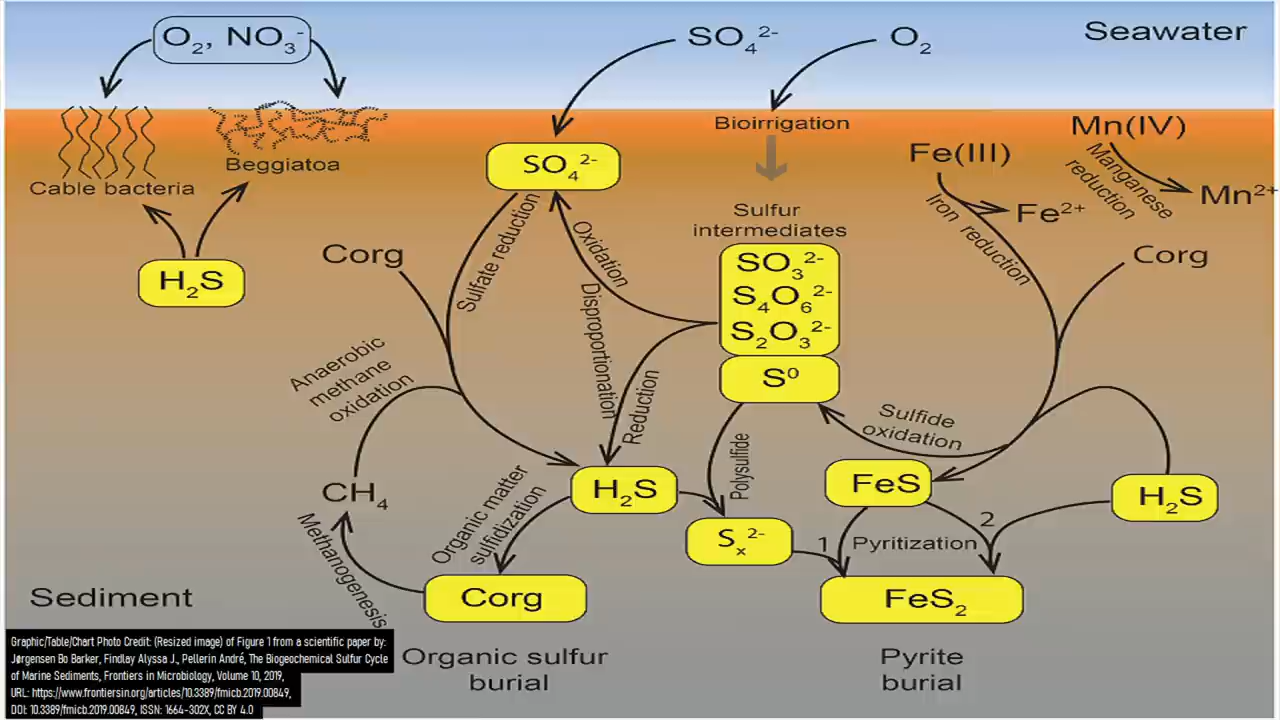 O₂, NO₃⁻
SO₄²⁻
O₂
Seawater
Cable bacteria
Beggiatoa
SO₄²⁻
Bioirrigation
Mn(IV)
Manganese
reduction
Mn²⁺
Fe(III)
Fe²⁺
Iron reduction
H₂S
Corg
Sulfate reduction
Oxidation
Disproportionation
Reduction
Sulfur
intermediates
SO₃²⁻
S₄O₆²⁻
S₂O₃²⁻
S⁰
Corg
Anaerobic
methane
oxidation
Sulfide
oxidation
Polysulfide
CH₄
Methanogenesis
Organic matter
sulfidization
H₂S
Sₓ²⁻
FeS
H₂S
1
Pyritization
2
Corg
FeS₂
Sediment
Organic sulfur
burial
Pyrite
burial
Graphic/Table/Chart Photo Credit: (Resized image) of Figure 1 from a scientific paper by:
Jørgensen Bo Barker, Findlay Alyssa J., Pellerin André, The Biogeochemical Sulfur Cycle
of Marine Sediments, Frontiers in Microbiology, Volume 10, 2019,
URL: https://www.frontiersin.org/articles/10.3389/fmicb.2019.00849,
DOI: 10.3389/fmicb.2019.00849, ISSN: 1664-302X, CC BY 4.0